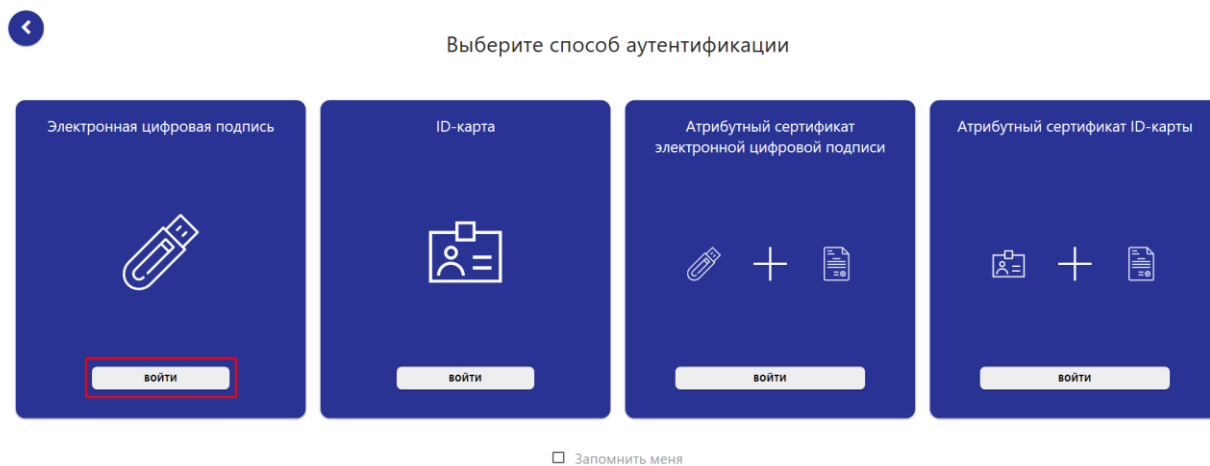 Выберите способ аутентификации
Электронная цифровая подпись
ID-карта
Атрибутный сертификат
электронной цифровой подписи
Атрибутный сертификат ID-карты
ВОЙТИ
ВОЙТИ
ВОЙТИ
ВОЙТИ
Запомнить меня